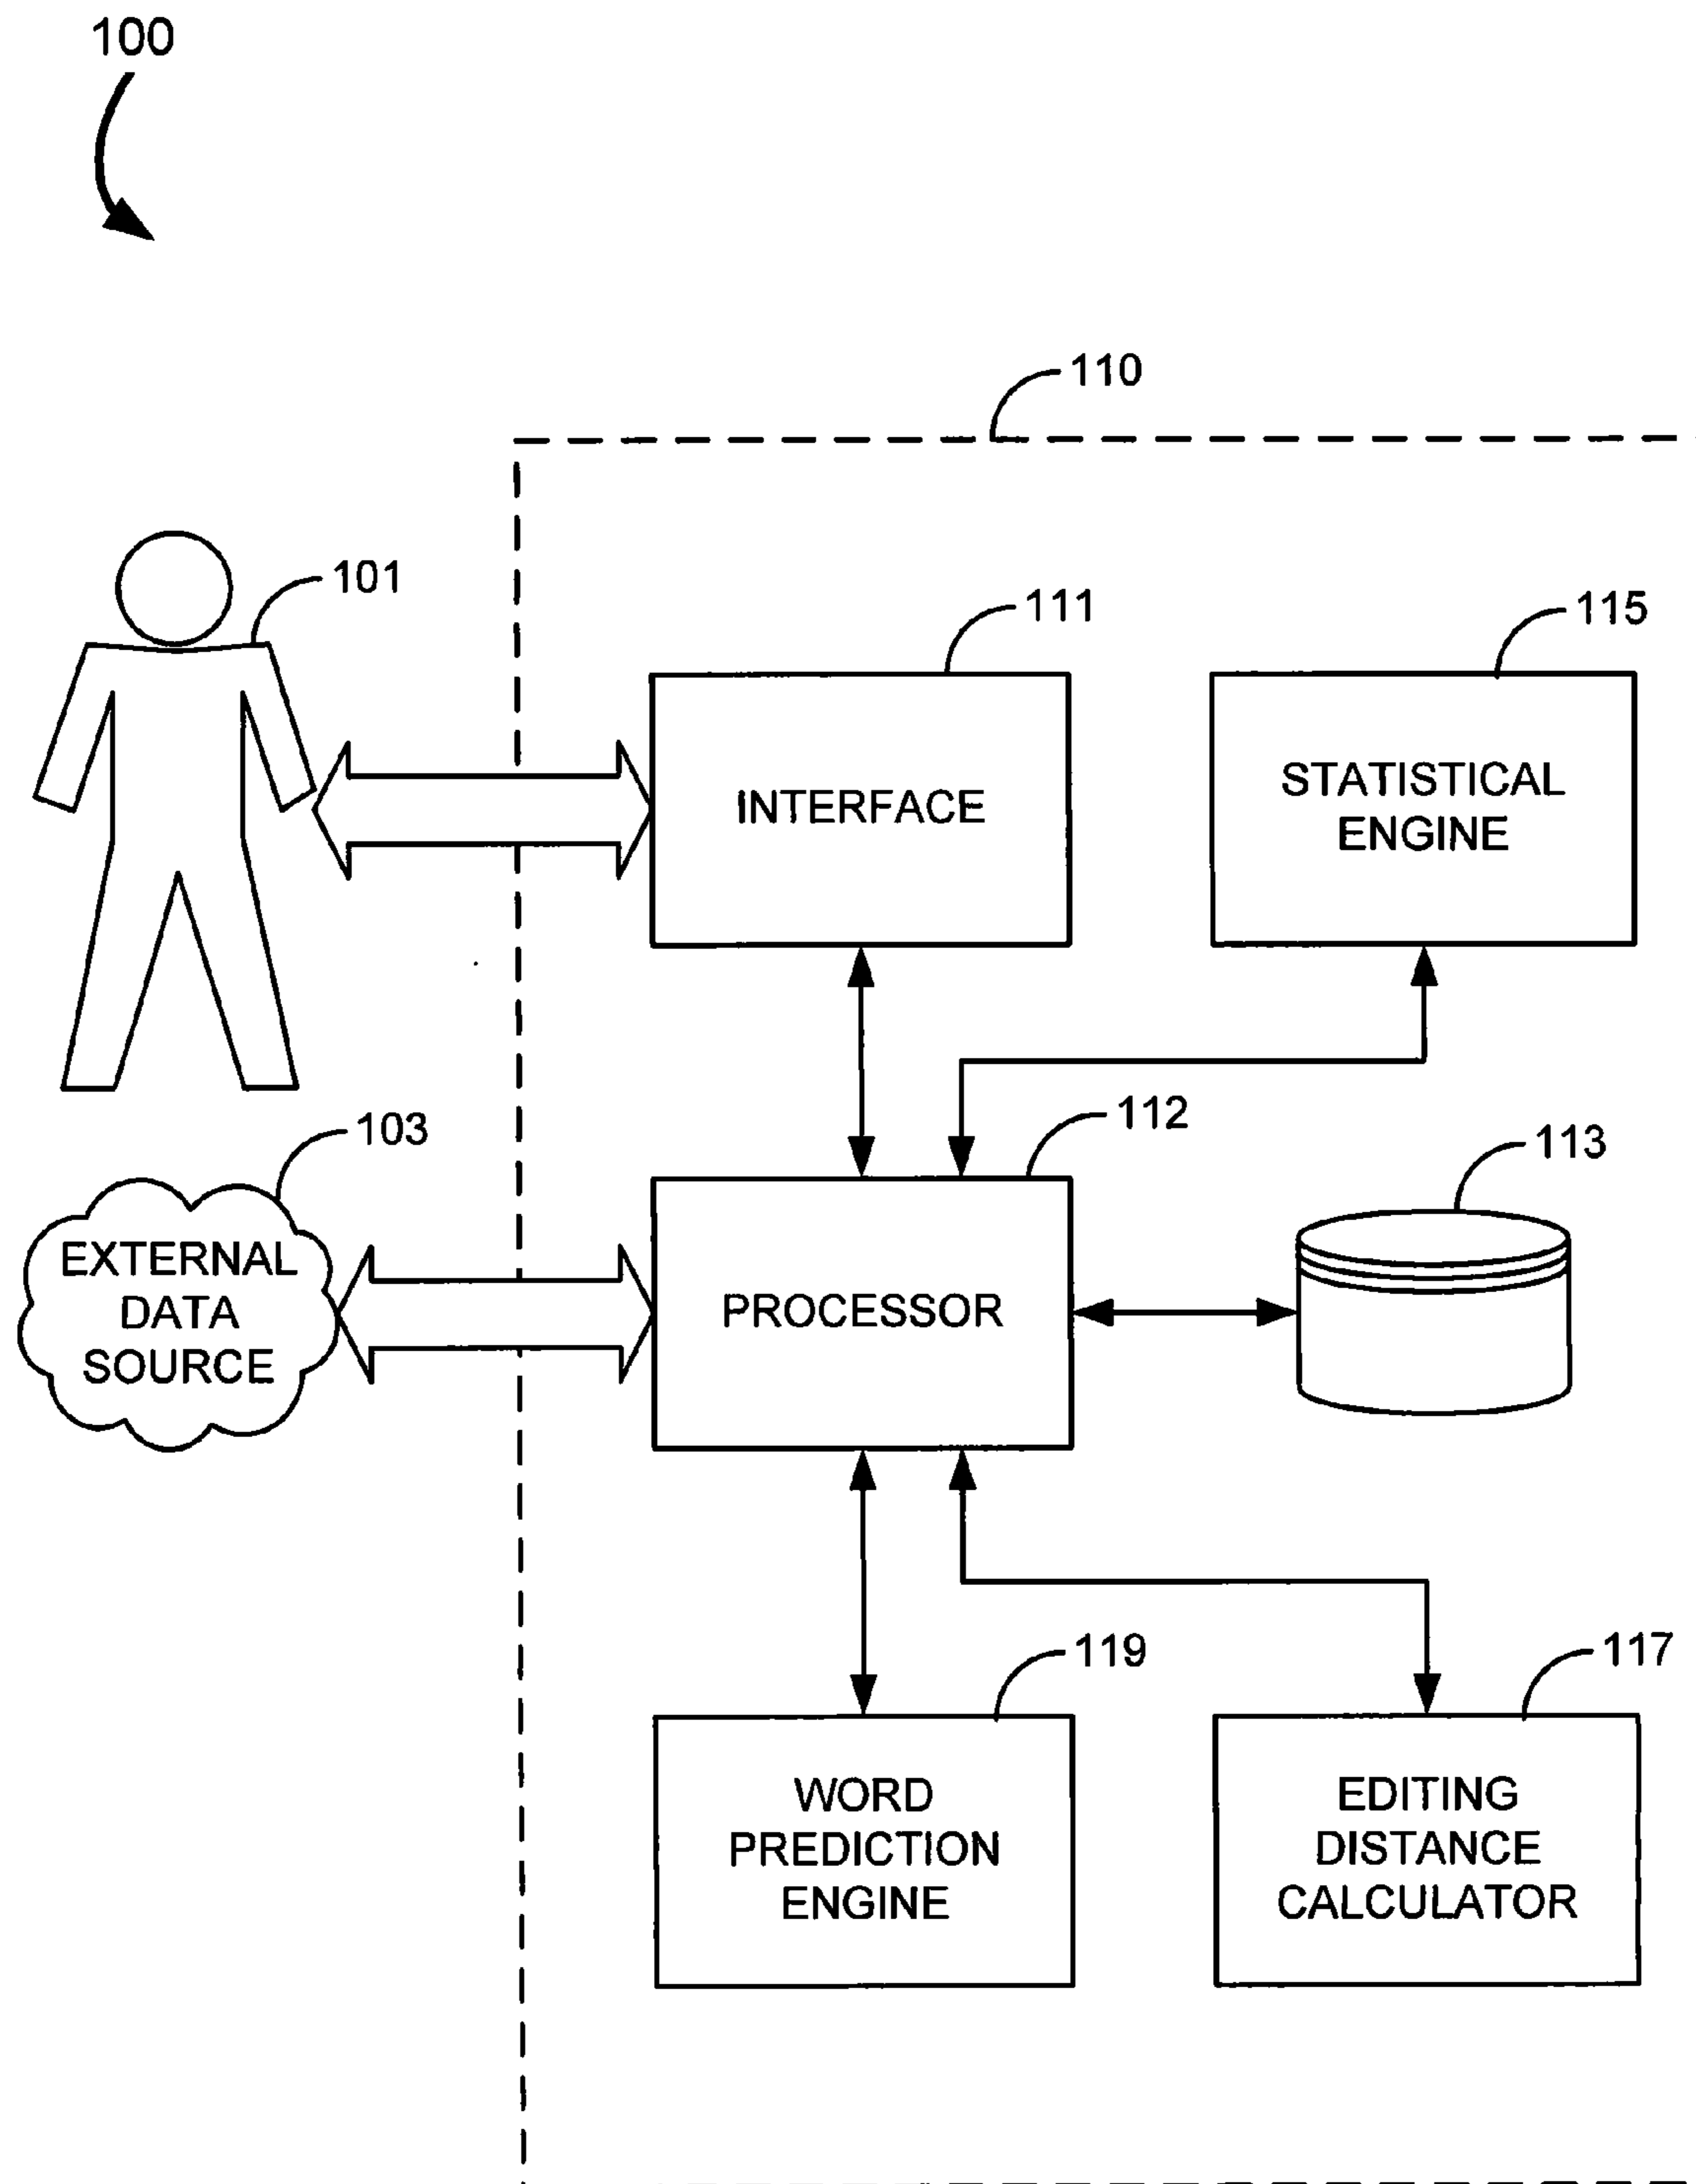 100
110
101
111
115
INTERFACE
STATISTICAL
ENGINE
103
112
113
EXTERNAL
DATA
SOURCE
PROCESSOR
119
117
WORD
PREDICTION
ENGINE
EDITING
DISTANCE
CALCULATOR